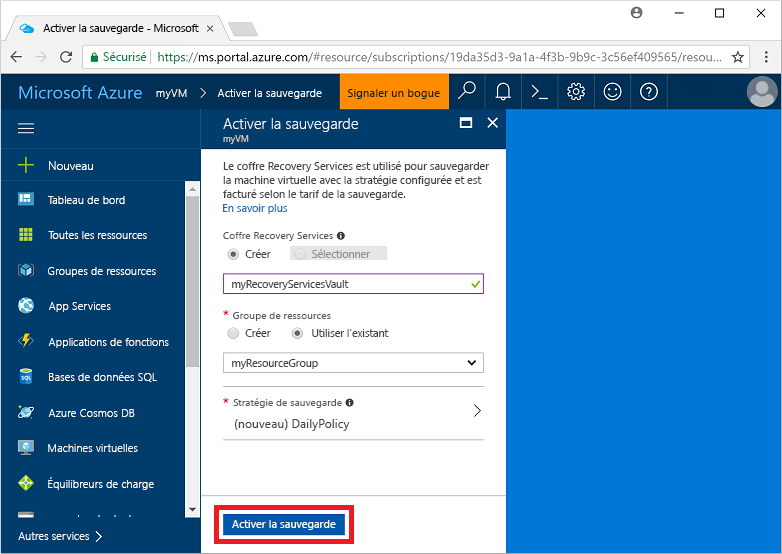 Activer la sauvegarde - Microsoft
Sécurisé https://ms.portal.azure.com/#resource/subscriptions/19da35d3-9a1a-4f3b-9b9c-3c56ef409565/resou...
Microsoft Azure myVM Activer la sauvegarde Signaler un bogue
Nouveau
Tableau de bord
Toutes les ressources
Groupes de ressources
App Services
Applications de fonctions
Bases de données SQL
Azure Cosmos DB
Machines virtuelles
Équilibreurs de charge
Autres services
Activer la sauvegarde
myVM
Le coffre Recovery Services est utilisé pour sauvegarder
la machine virtuelle avec la stratégie configurée et est
facturé selon le tarif de la sauvegarde.
En savoir plus
Coffre Recovery Services
Créer Sélectionner
myRecoveryServicesVault
* Groupe de ressources
Créer Utiliser l'existant
myResourceGroup
* Stratégie de sauvegarde
(nouveau) DailyPolicy
Activer la sauvegarde